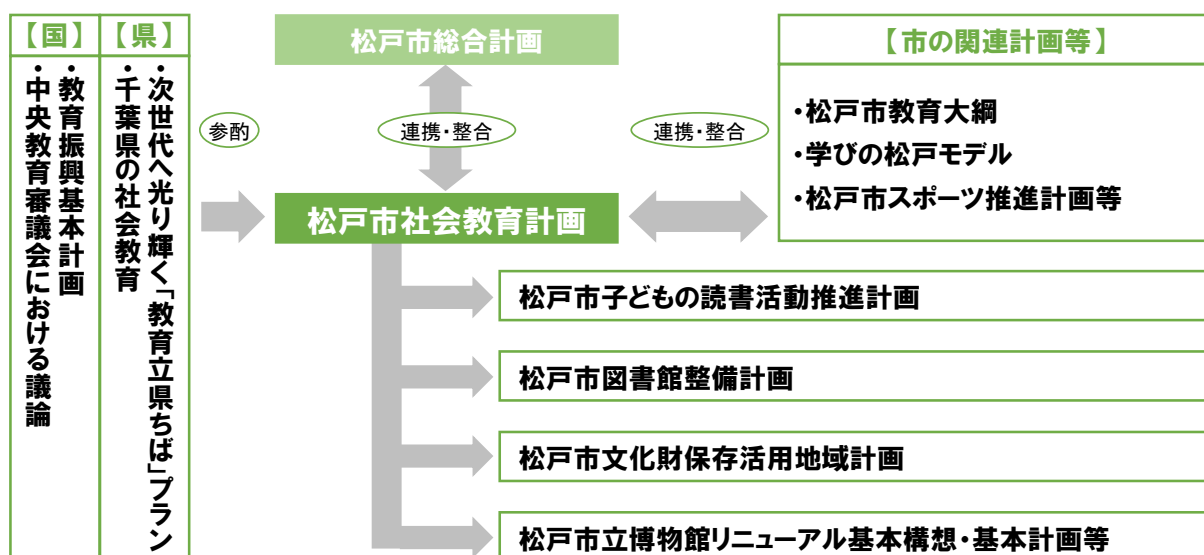 【国】
・教育振興基本計画
・中央教育審議会における議論
【県】
・次世代へ光り輝く「教育立県ちば」プラン
・千葉県の社会教育
参酌
松戸市総合計画
連携・整合
松戸市社会教育計画
連携・整合
【市の関連計画等】
・松戸市教育大綱
・学びの松戸モデル
・松戸市スポーツ推進計画等
松戸市子どもの読書活動推進計画
松戸市図書館整備計画
松戸市文化財保存活用地域計画
松戸市立博物館リニューアル基本構想・基本計画等